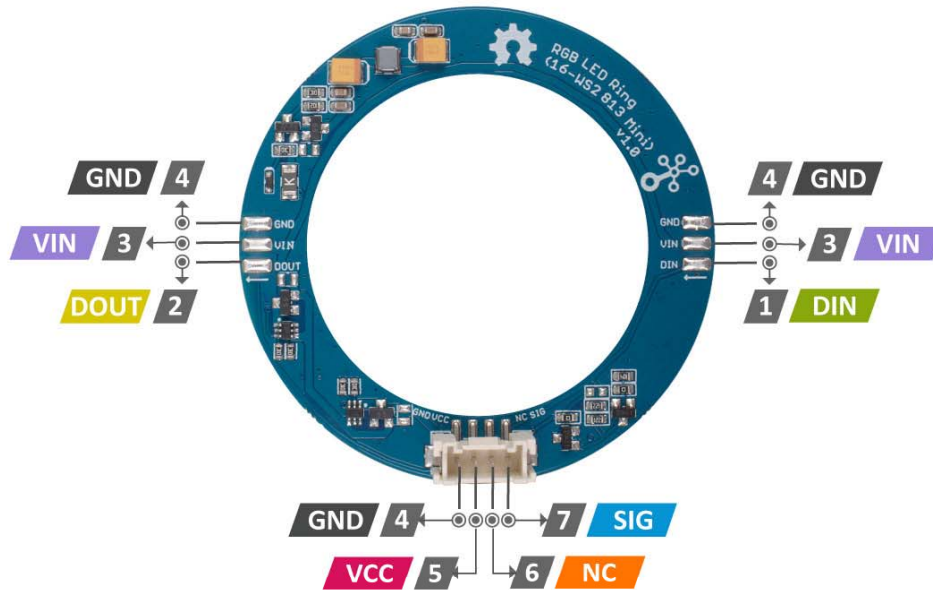 RGB LED Ring
(16-WS2813 Mini)
v1.0
GND 4
VIN 3
DOUT 2
GND
VIN
DOUT
GND
VIN
DIN
4 GND
3 VIN
1 DIN
K
GND VCC NC SIG
GND 4
7 SIG
VCC 5
6 NC